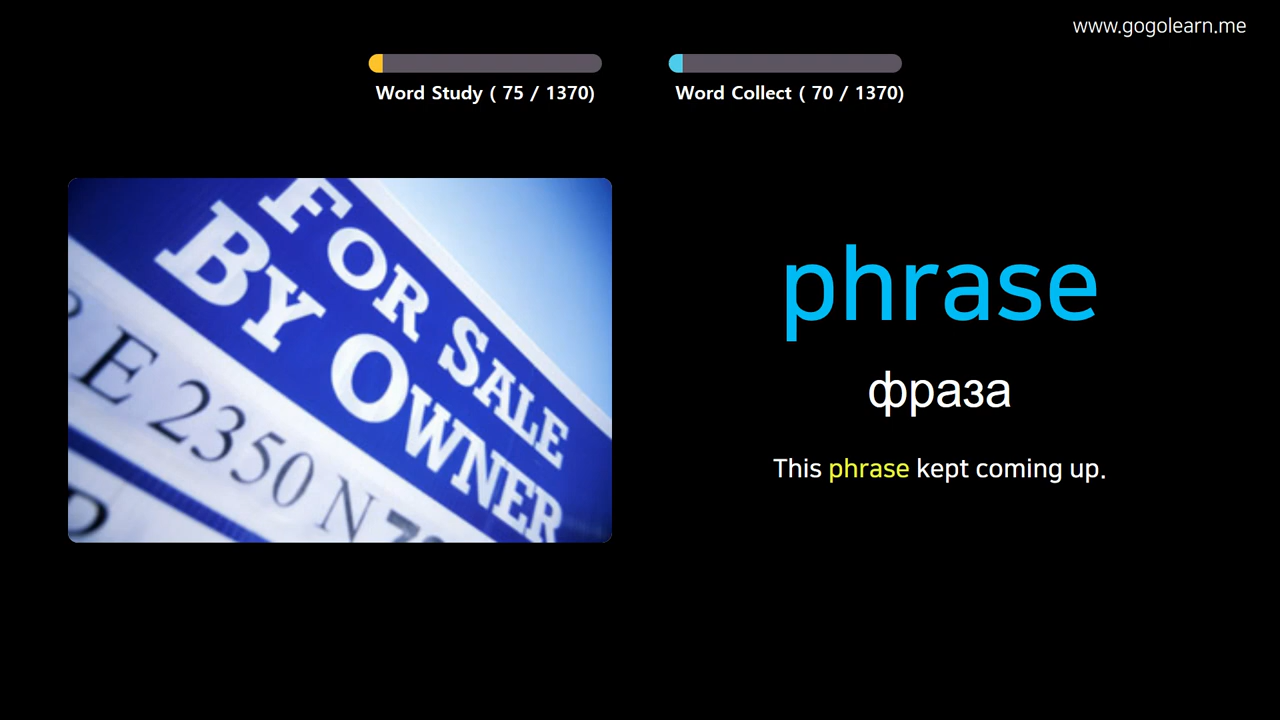 www.gogolearn.me
Word Study ( 75 / 1370)
Word Collect ( 70 / 1370)
FOR SALE
BY OWNER
E 2350 N
phrase
фраза
This phrase kept coming up.